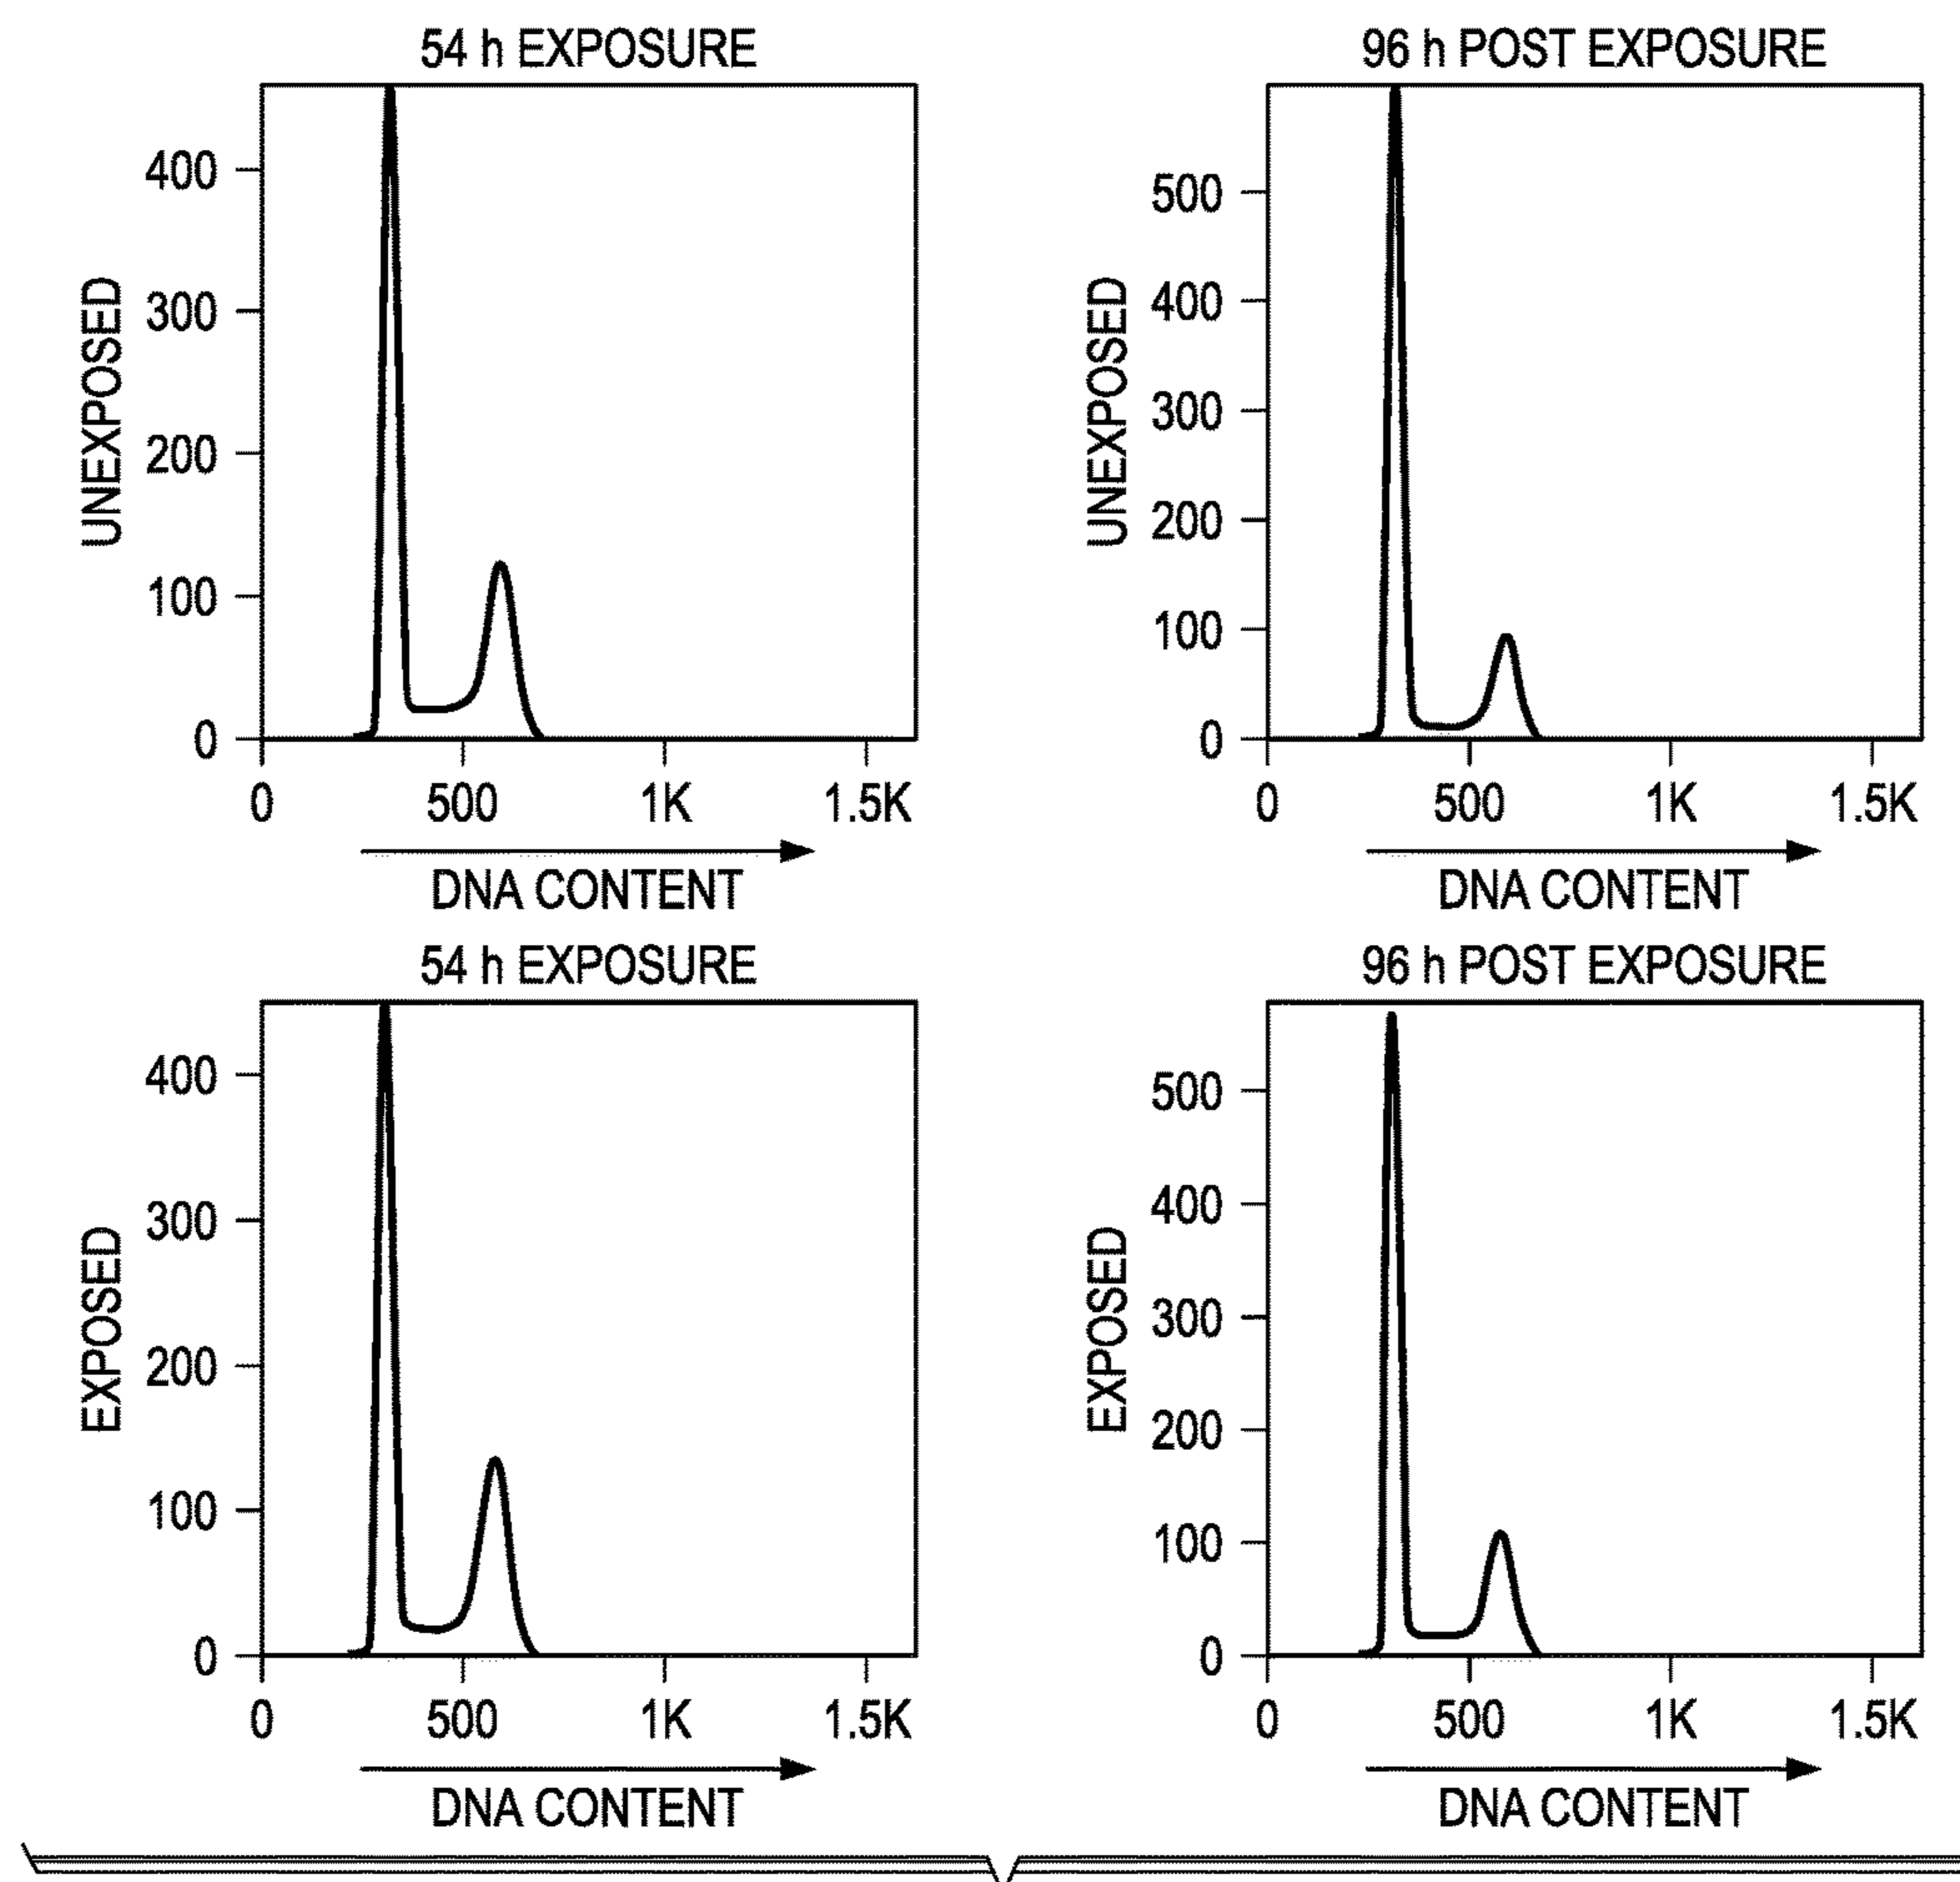 54 h EXPOSURE
UNEXPOSED
400
300
200
100
0
0 500 1K 1.5K
DNA CONTENT
96 h POST EXPOSURE
UNEXPOSED
500
400
300
200
100
0
0 500 1K 1.5K
DNA CONTENT
54 h EXPOSURE
EXPOSED
400
300
200
100
0
0 500 1K 1.5K
DNA CONTENT
96 h POST EXPOSURE
EXPOSED
500
400
300
200
100
0
0 500 1K 1.5K
DNA CONTENT